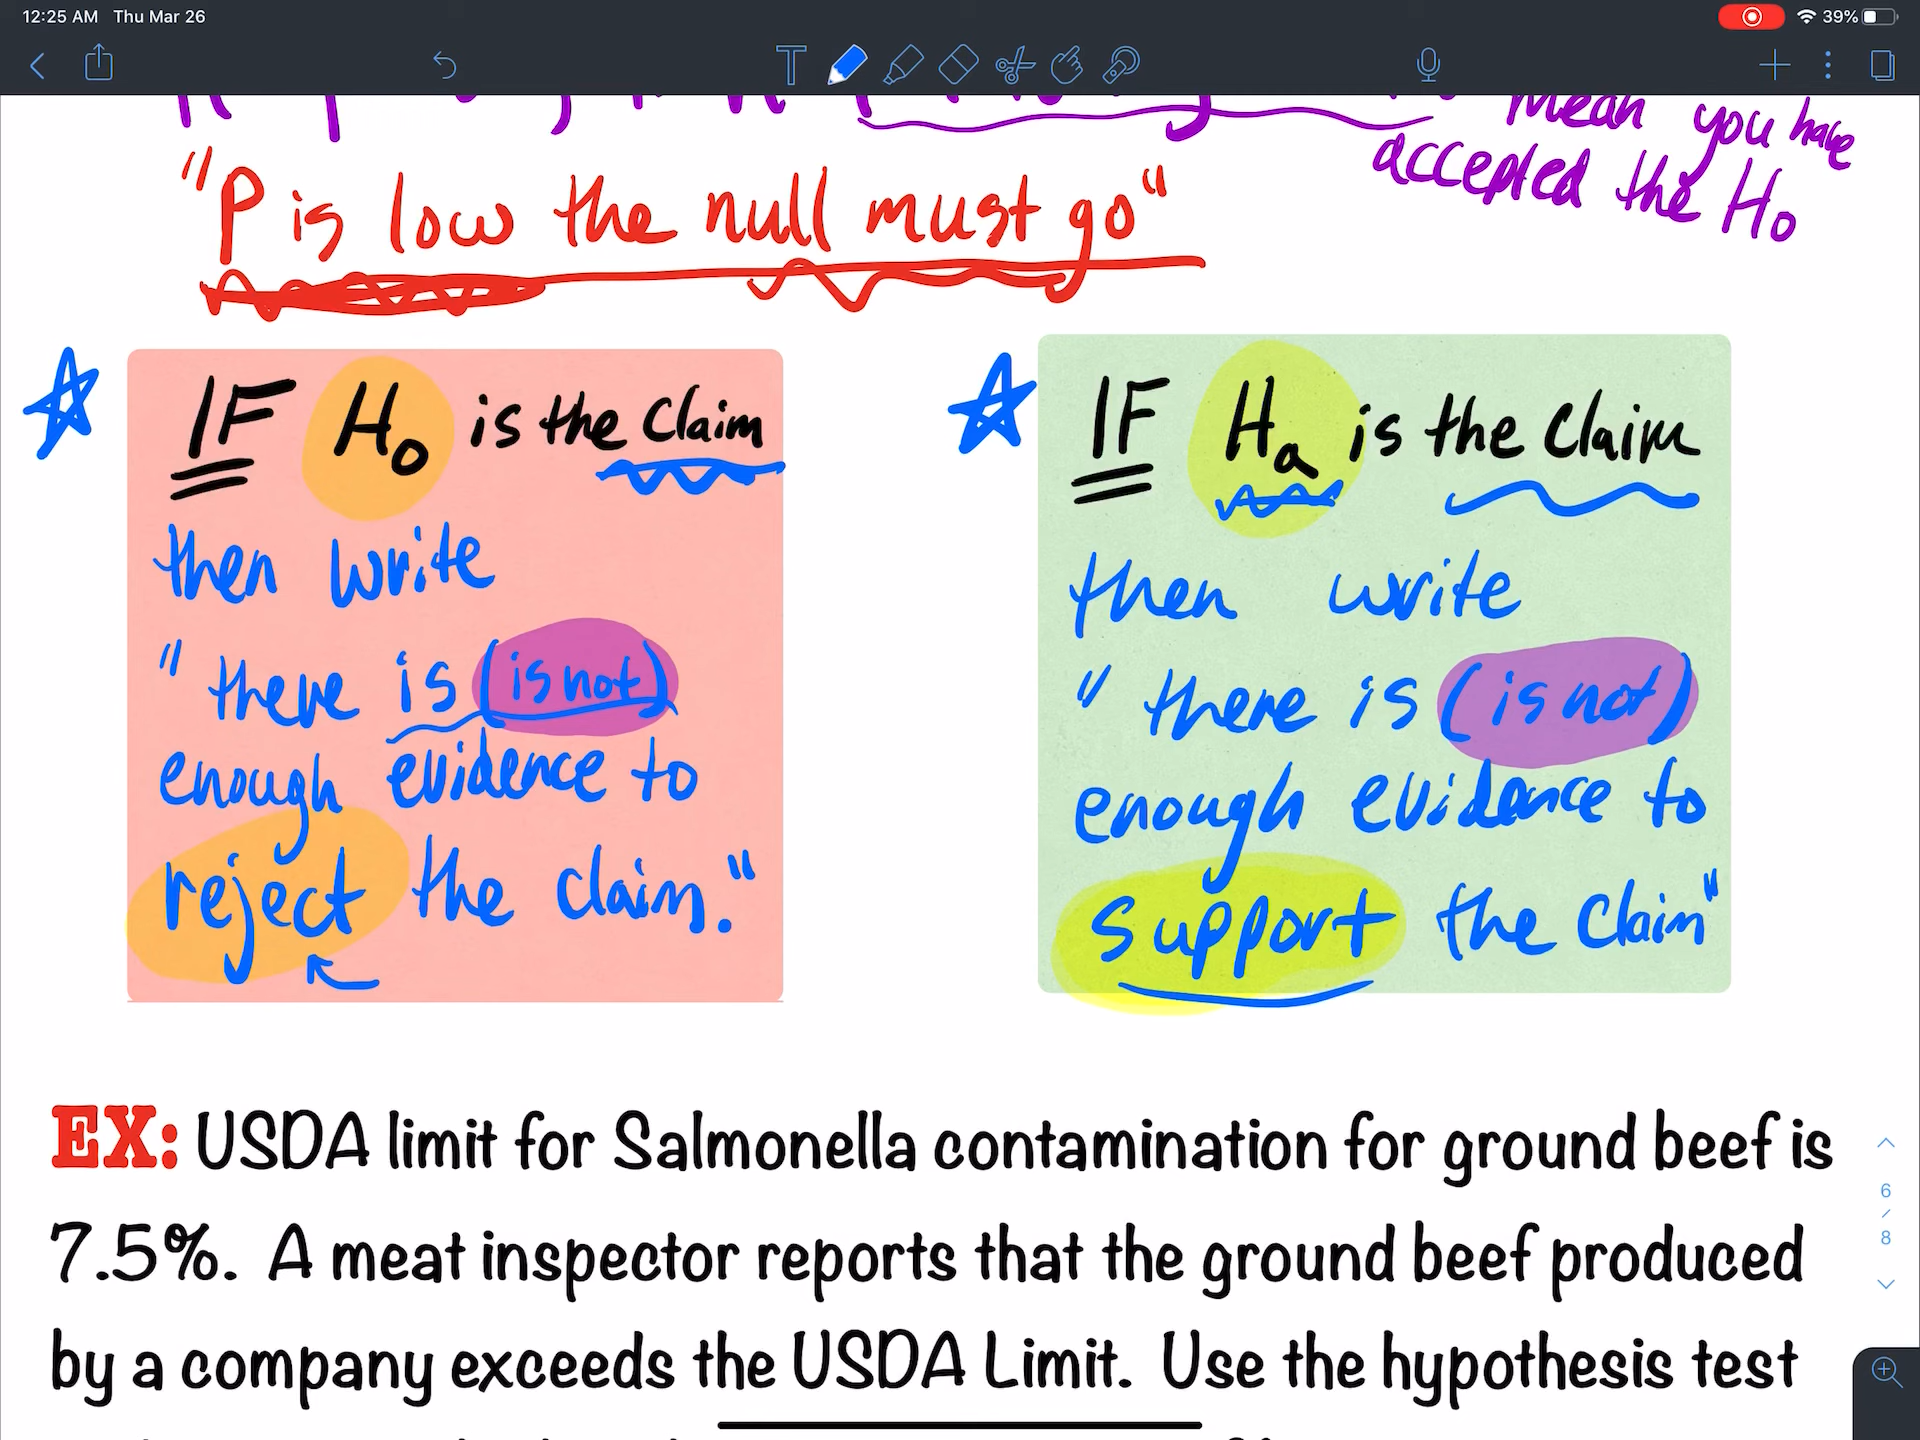 12:25 AM Thu Mar 26
39%
mean you have
accepted the Ho
"P is low the null must go"
IF Ho is the Claim
then write
"there is (is not)
enough evidence to
reject the claim."
IF Ha is the Claim
then write
"there is (is not)
enough evidence to
support the Claim"
EX: USDA limit for Salmonella contamination for ground beef is
7.5%. A meat inspector reports that the ground beef produced
by a company exceeds the USDA Limit. Use the hypothesis test
6
/
8